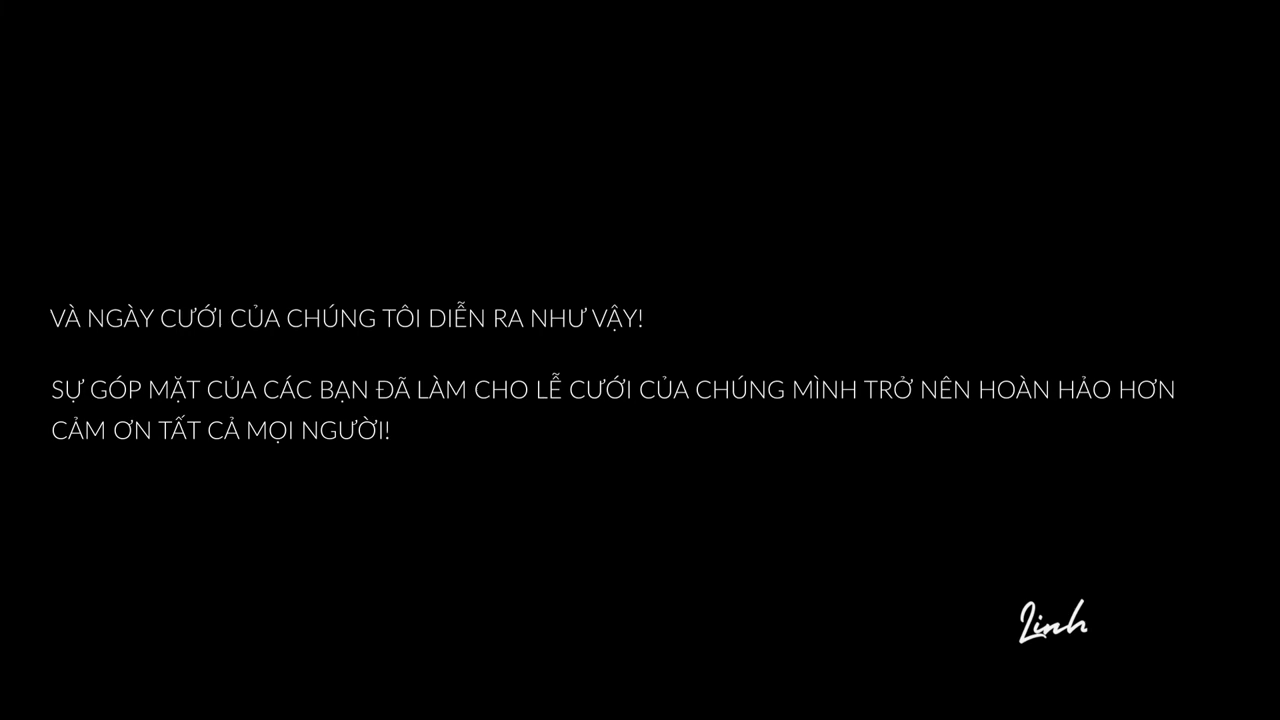 VÀ NGÀY CƯỚI CỦA CHÚNG TÔI DIỄN RA NHƯ VẬY!
SỰ GÓP MẶT CỦA CÁC BẠN ĐÃ LÀM CHO LỄ CƯỚI CỦA CHÚNG MÌNH TRỞ NÊN HOÀN HẢO HƠN
CẢM ƠN TẤT CẢ MỌI NGƯỜI!
Linh